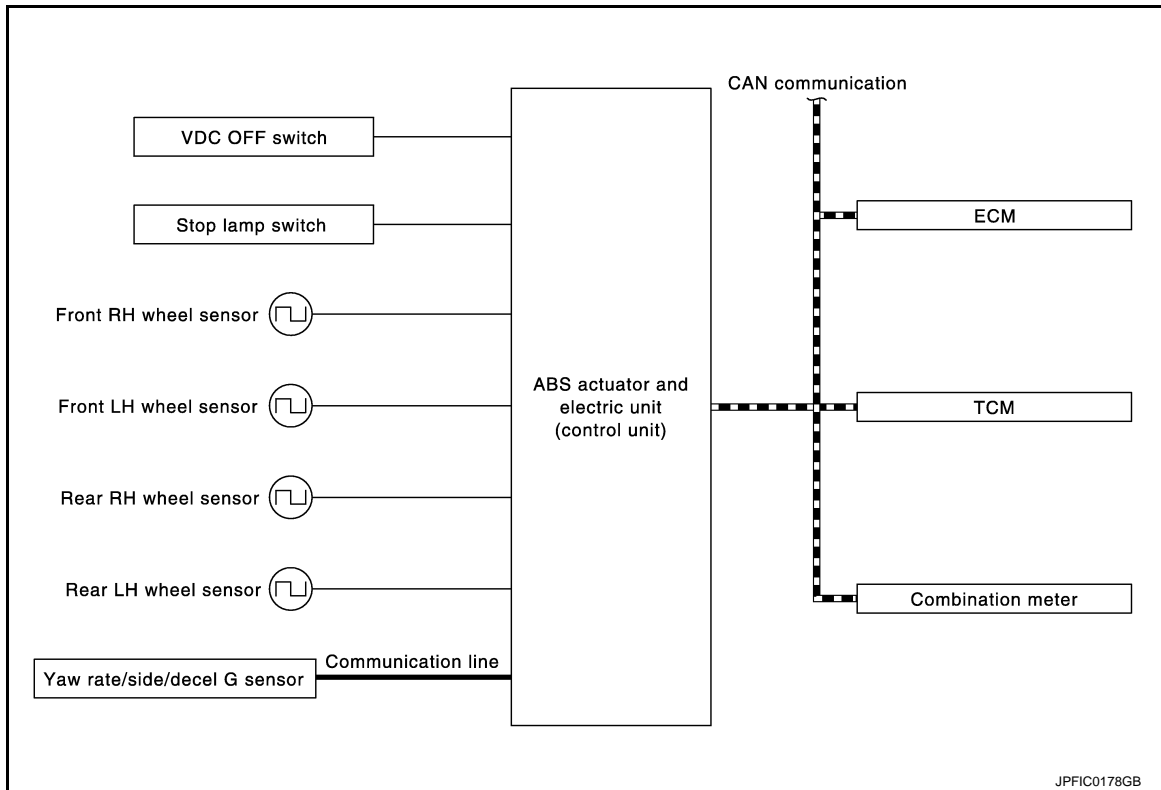 CAN communication
VDC OFF switch
Stop lamp switch
ECM
Front RH wheel sensor
ABS actuator and
electric unit
(control unit)
Front LH wheel sensor
TCM
Rear RH wheel sensor
Rear LH wheel sensor
Combination meter
Communication line
Yaw rate/side/decel G sensor
JPFIC0178GB